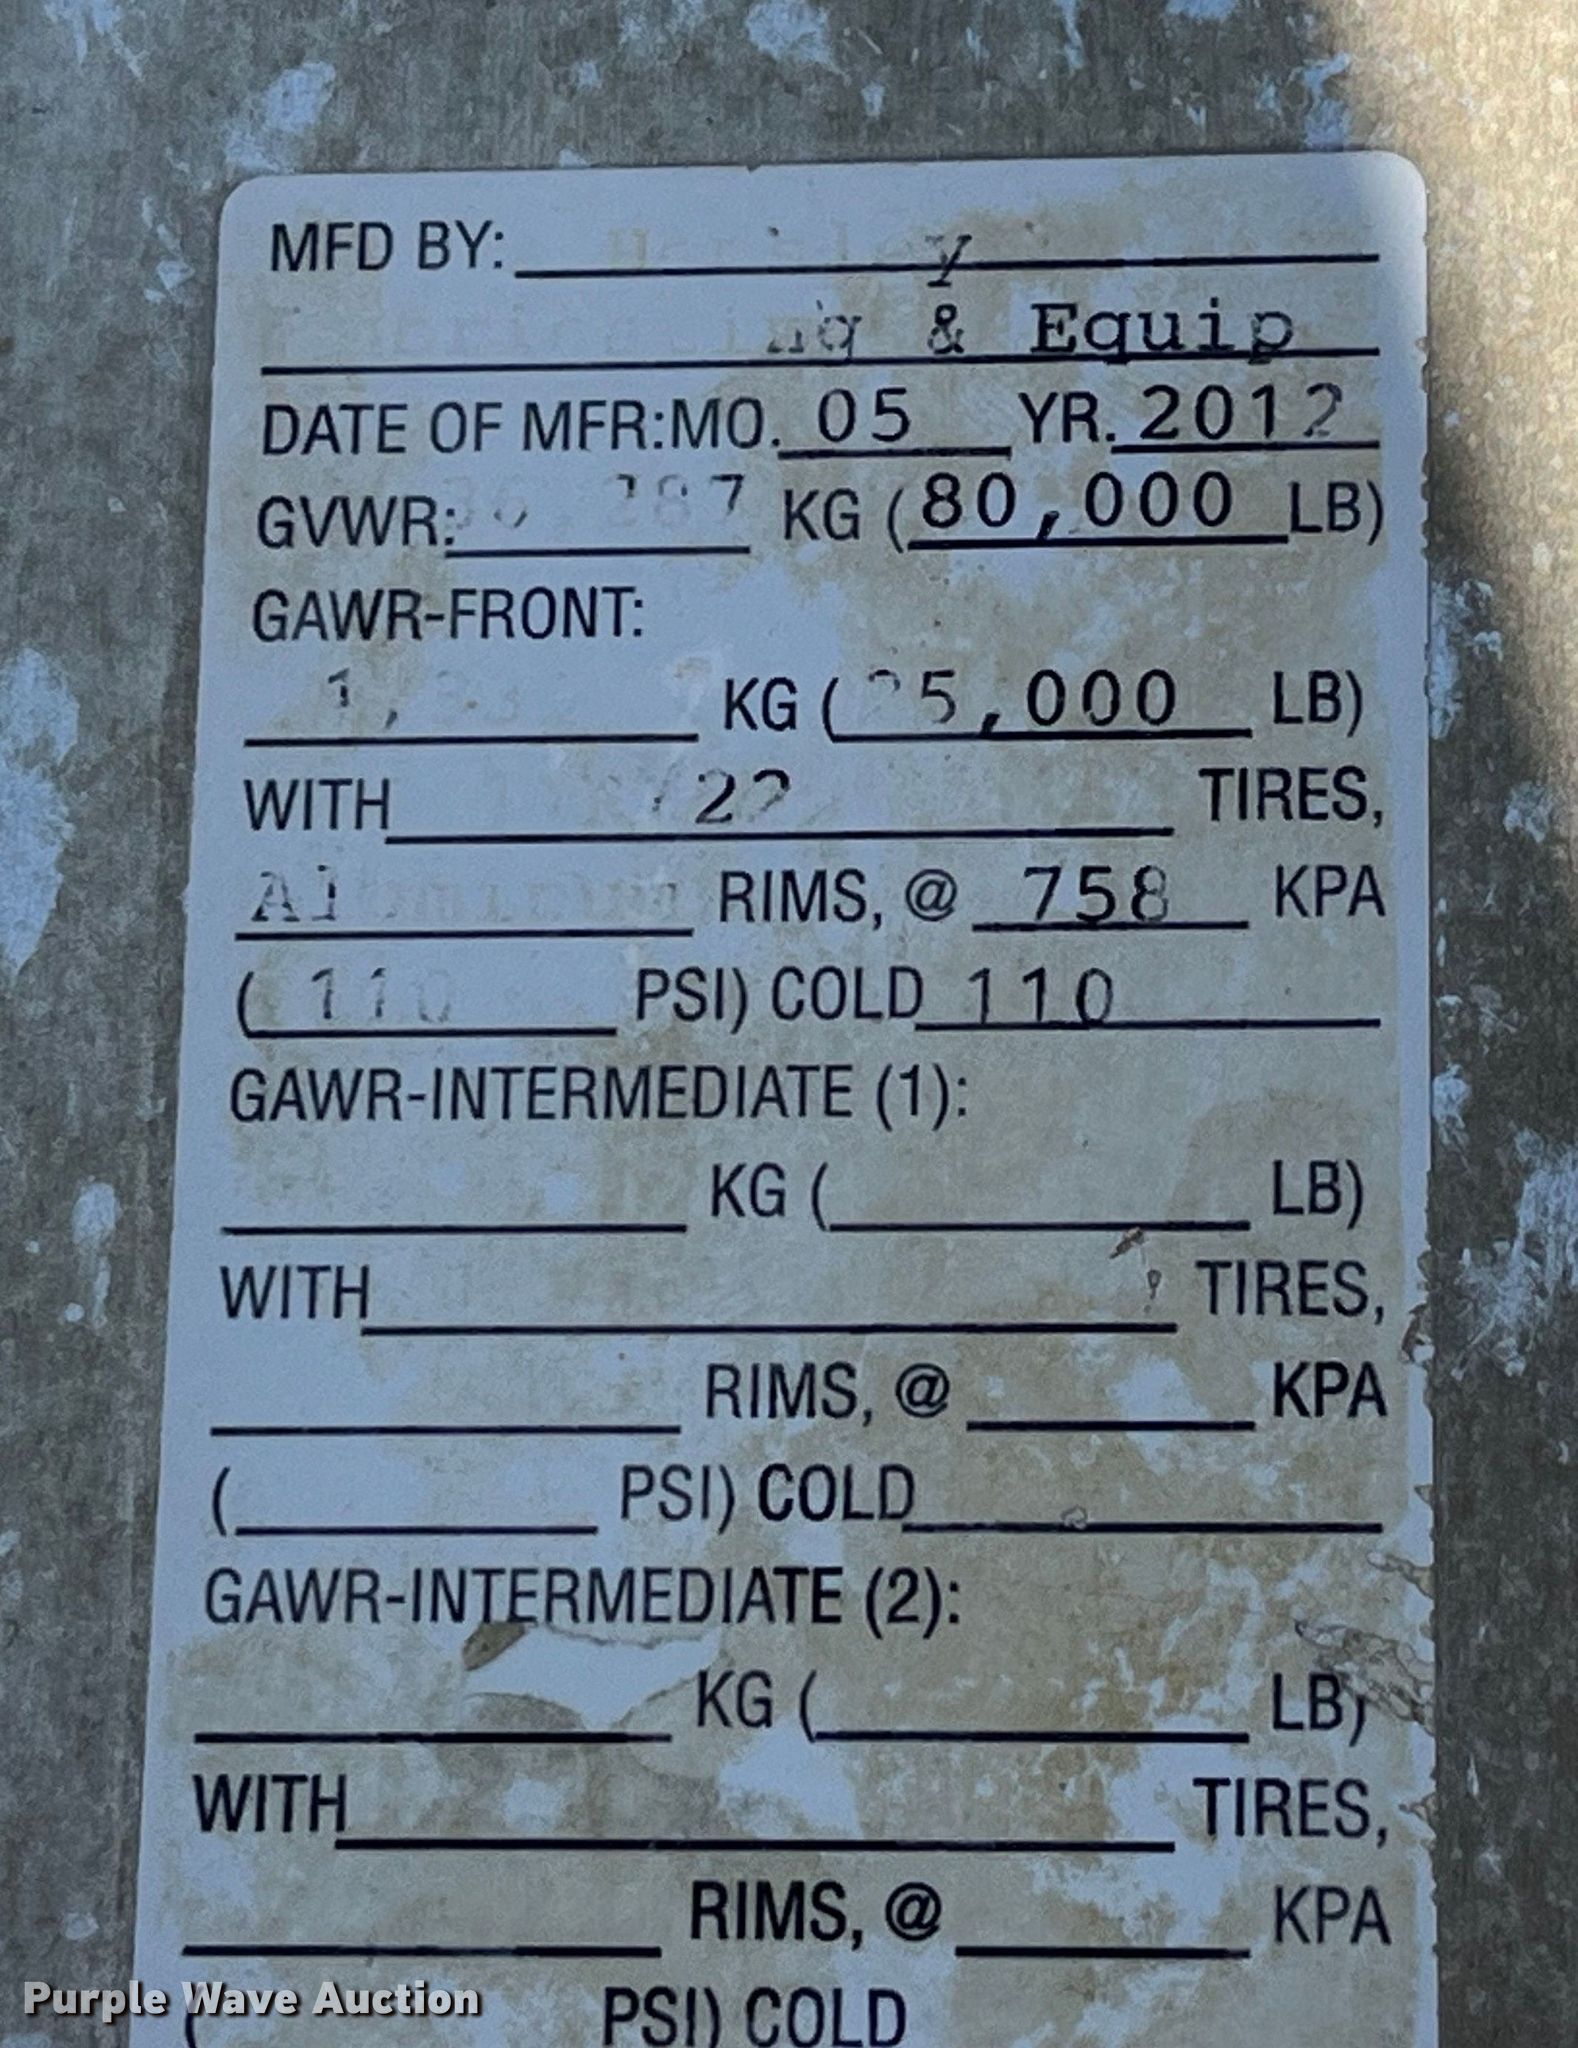 MFD BY:
& Equip
DATE OF MFR:MO. 05 YR. 2012
GVWR: KG (80,000 LB)
GAWR-FRONT:
KG ( 5,000 LB)
WITH 22 TIRES,
RIMS, @ 758 KPA
( 110 PSI) COLD 110
GAWR-INTERMEDIATE (1):
KG ( LB)
WITH TIRES,
RIMS, @ KPA
( PSI) COLD
GAWR-INTERMEDIATE (2):
KG ( LB)
WITH TIRES,
RIMS, @ KPA
( PSI) COLD
Purple Wave Auction